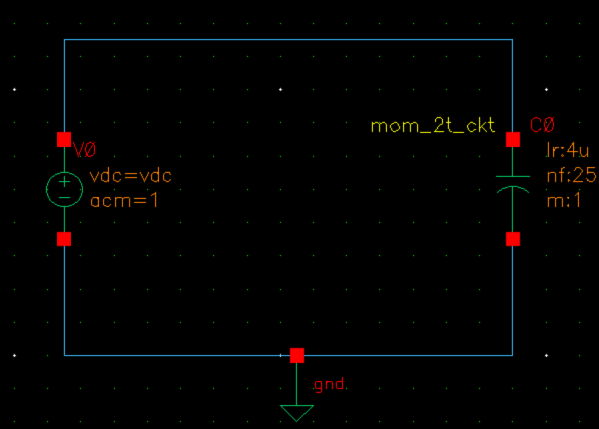 mom_2t_ckt C0
V0
lr:4u
vdc=vdc
nf:25
acm=1
m:1
gnd